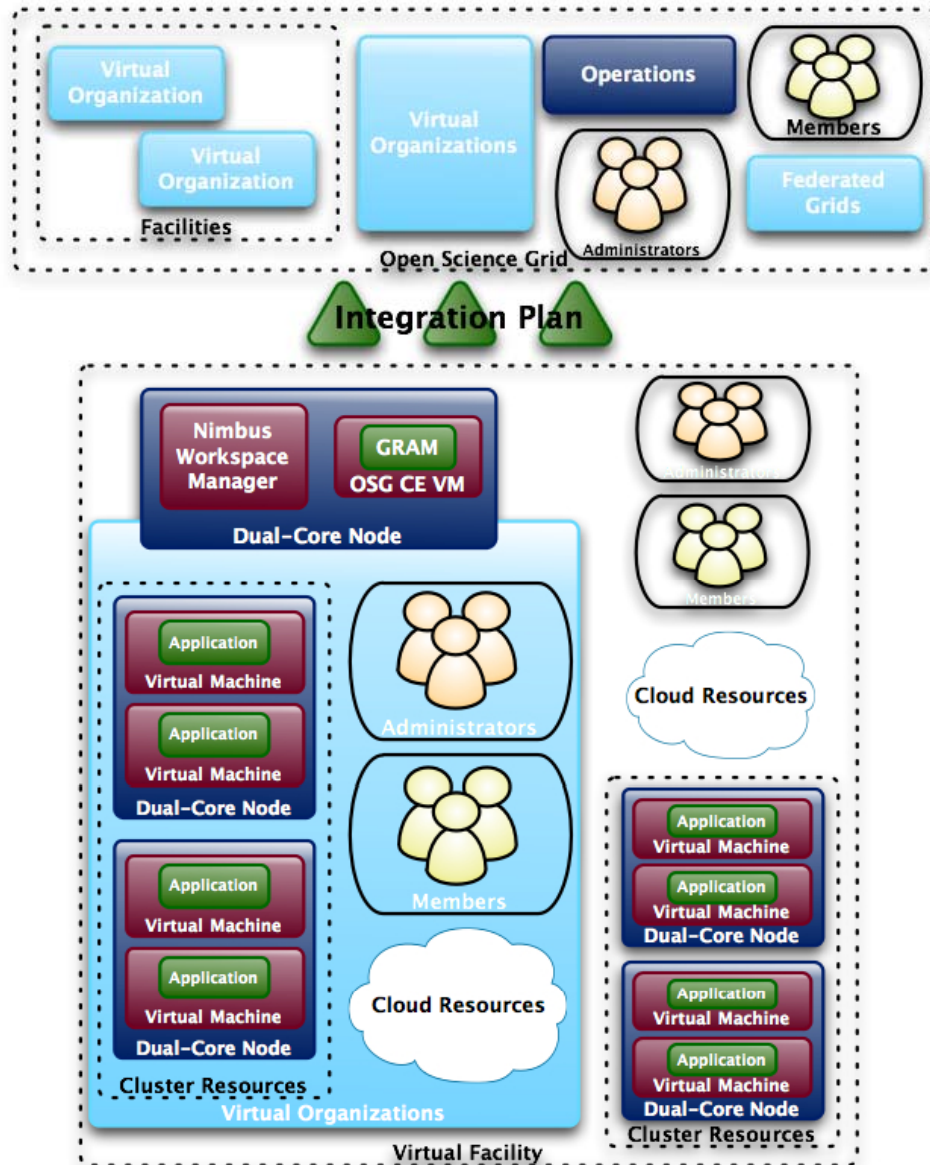 Virtual
Organization
Virtual
Organization
Facilities
Virtual
Organizations
Operations
Administrators
Members
Federated
Grids
Open Science Grid
Integration Plan
Nimbus
Workspace
Manager
GRAM
OSG CE VM
Dual-Core Node
Application
Virtual Machine
Application
Virtual Machine
Dual-Core Node
Application
Virtual Machine
Application
Virtual Machine
Dual-Core Node
Cluster Resources
Administrators
Members
Cloud Resources
Virtual Organizations
Administrators
Members
Cloud Resources
Application
Virtual Machine
Application
Virtual Machine
Dual-Core Node
Application
Virtual Machine
Application
Virtual Machine
Dual-Core Node
Cluster Resources
Virtual Facility